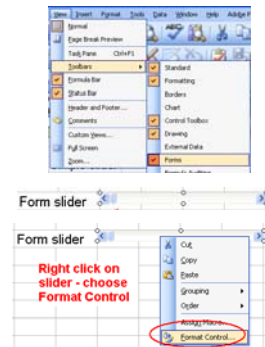 View Insert Format Tools Data Window Help Adobe P
Normal
Page Break Preview
Task Pane Ctrl+F1
Toolbars
Formula Bar
Status Bar
Header and Footer...
Comments
Custom Views...
Full Screen
Zoom...
Standard
Formatting
Borders
Chart
Control Toolbox
Drawing
External Data
Forms
Form slider
Form slider
Right click on
slider - choose
Format Control
Cut
Copy
Paste
Grouping
Order
Assign Macro...
Format Control...